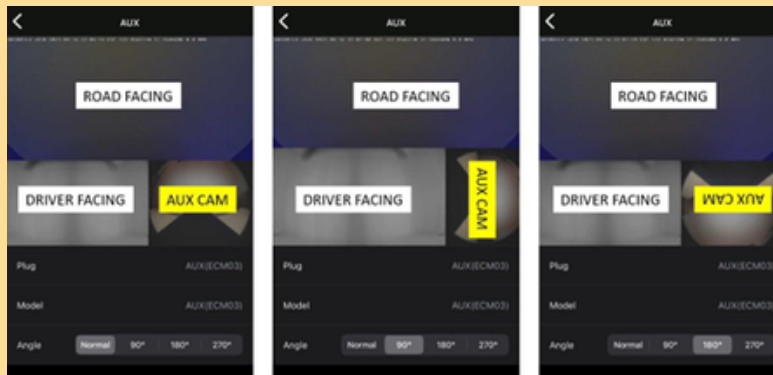 AUX
ROAD FACING
DRIVER FACING
AUX CAM
Plug AUX(ECM03)
Model AUX(ECM03)
Angle Normal 90° 180° 270°
AUX
ROAD FACING
DRIVER FACING
AUX CAM
Plug AUX(ECM03)
Model AUX(ECM03)
Angle Normal 90° 180° 270°
AUX
ROAD FACING
DRIVER FACING
AUX CAM
Plug AUX(ECM03)
Model AUX(ECM03)
Angle Normal 90° 180° 270°